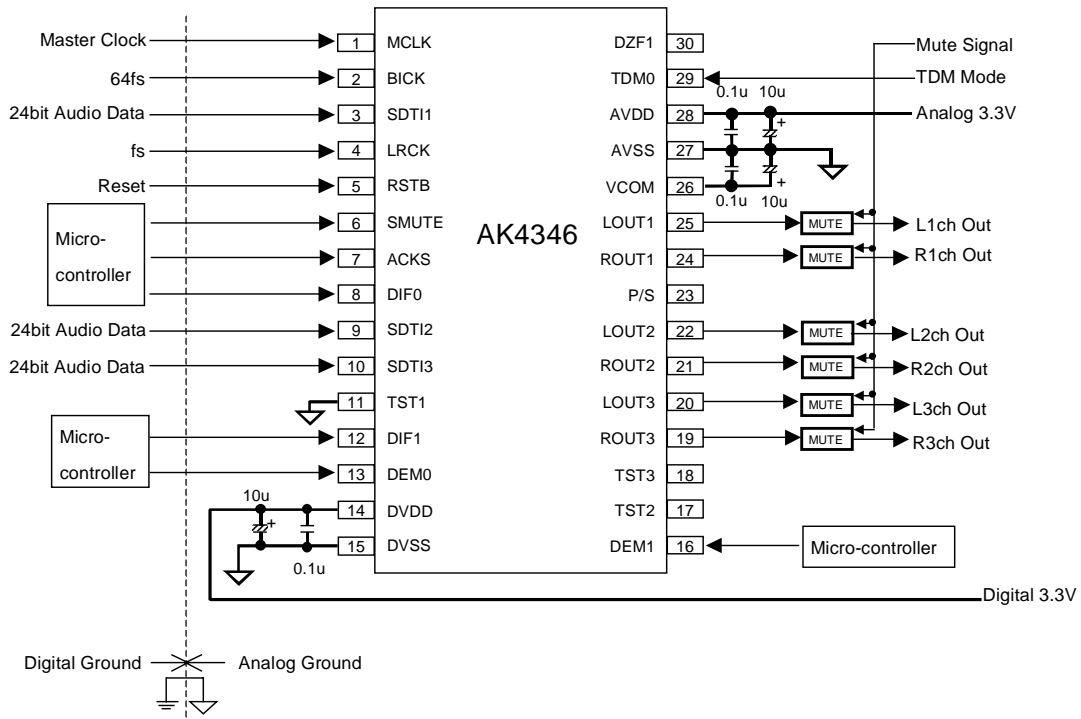 Master Clock 1 MCLK DZF1 30 Mute Signal
64fs 2 BICK TDM0 29 TDM Mode
0.1u 10u
24bit Audio Data 3 SDTI1 AVDD 28 Analog 3.3V
+
fs 4 LRCK AVSS 27
Reset 5 RSTB VCOM 26 +
0.1u 10u
Micro-
controller
6 SMUTE LOUT1 25 MUTE L1ch Out
AK4346
7 ACKS ROUT1 24 MUTE R1ch Out
8 DIF0 P/S 23
24bit Audio Data 9 SDTI2 LOUT2 22 MUTE L2ch Out
24bit Audio Data 10 SDTI3 ROUT2 21 MUTE R2ch Out
11 TST1 LOUT3 20 MUTE L3ch Out
Micro-
controller
12 DIF1 ROUT3 19 MUTE R3ch Out
13 DEM0 TST3 18
10u
14 DVDD TST2 17
+
15 DVSS DEM1 16 Micro-controller
0.1u
Digital 3.3V
Digital Ground Analog Ground